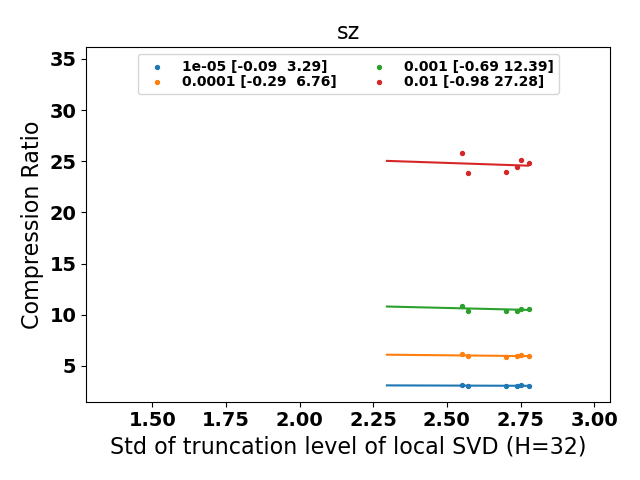 sz
1e-05 [-0.09  3.29]
0.0001 [-0.29  6.76]
0.001 [-0.69 12.39]
0.01 [-0.98 27.28]
Compression Ratio
35
30
25
20
15
10
5
1.50 1.75 2.00 2.25 2.50 2.75 3.00
Std of truncation level of local SVD (H=32)